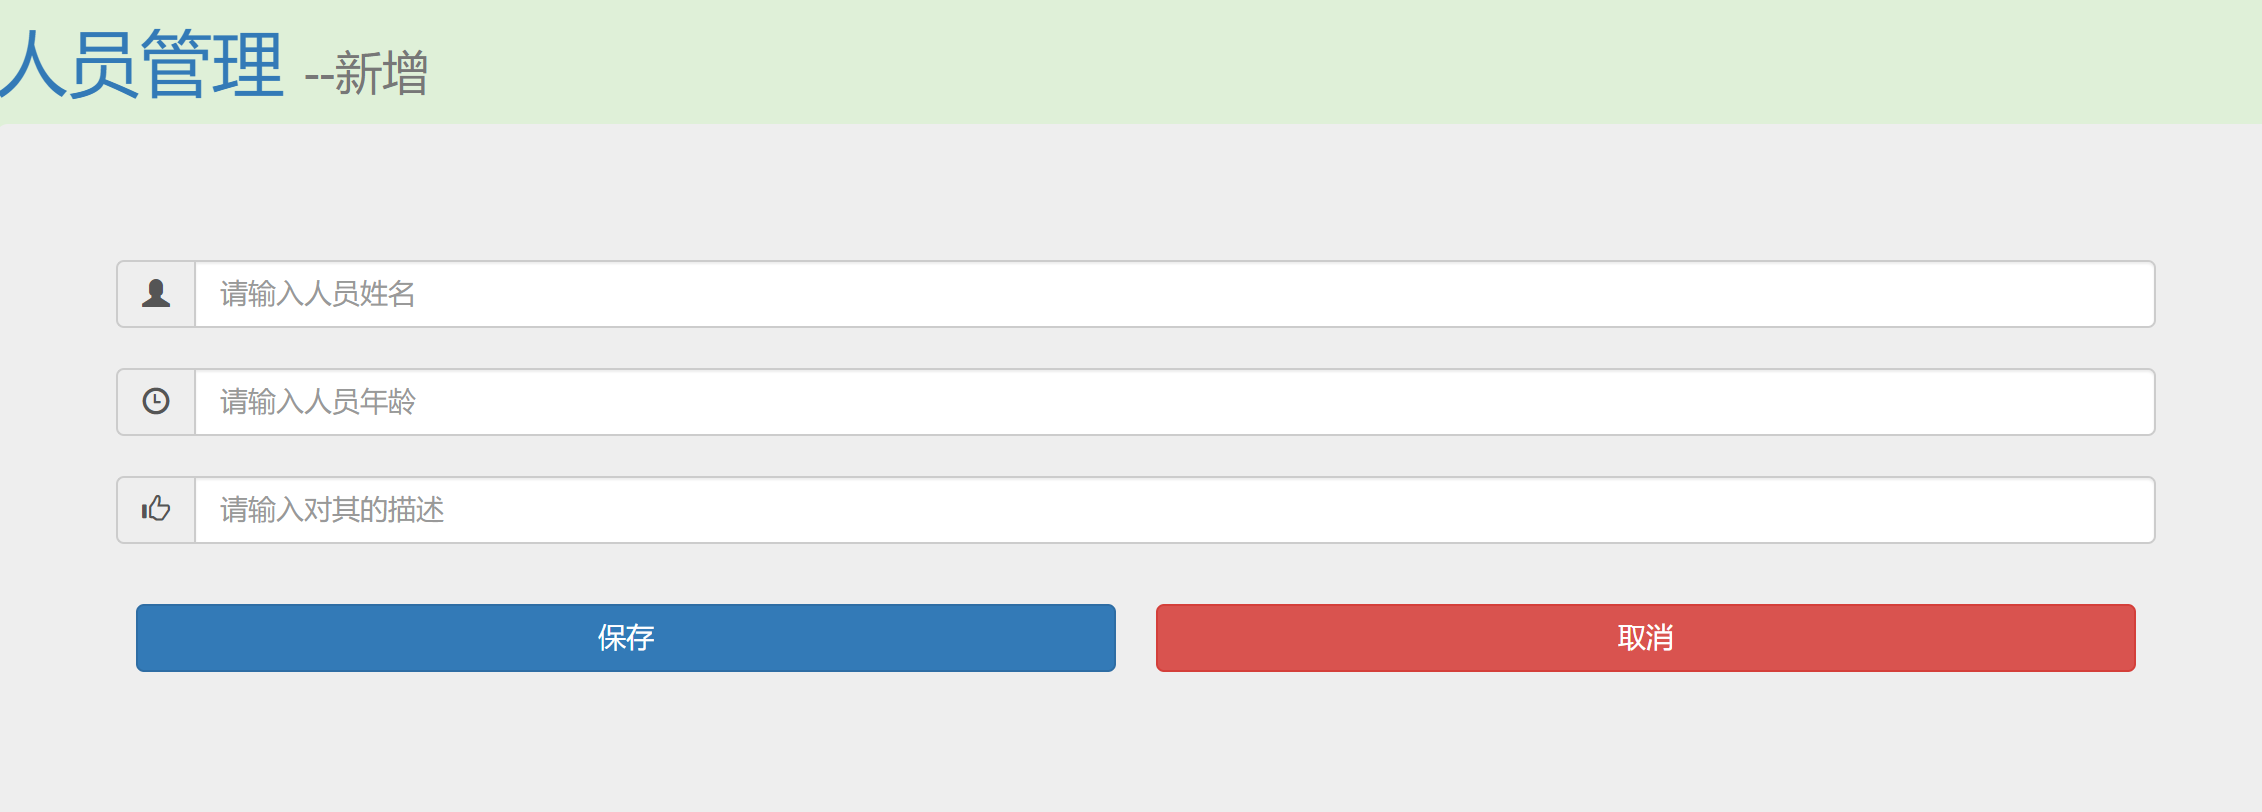 人员管理 --新增
请输入人员姓名
请输入人员年龄
请输入对其的描述
保存 取消